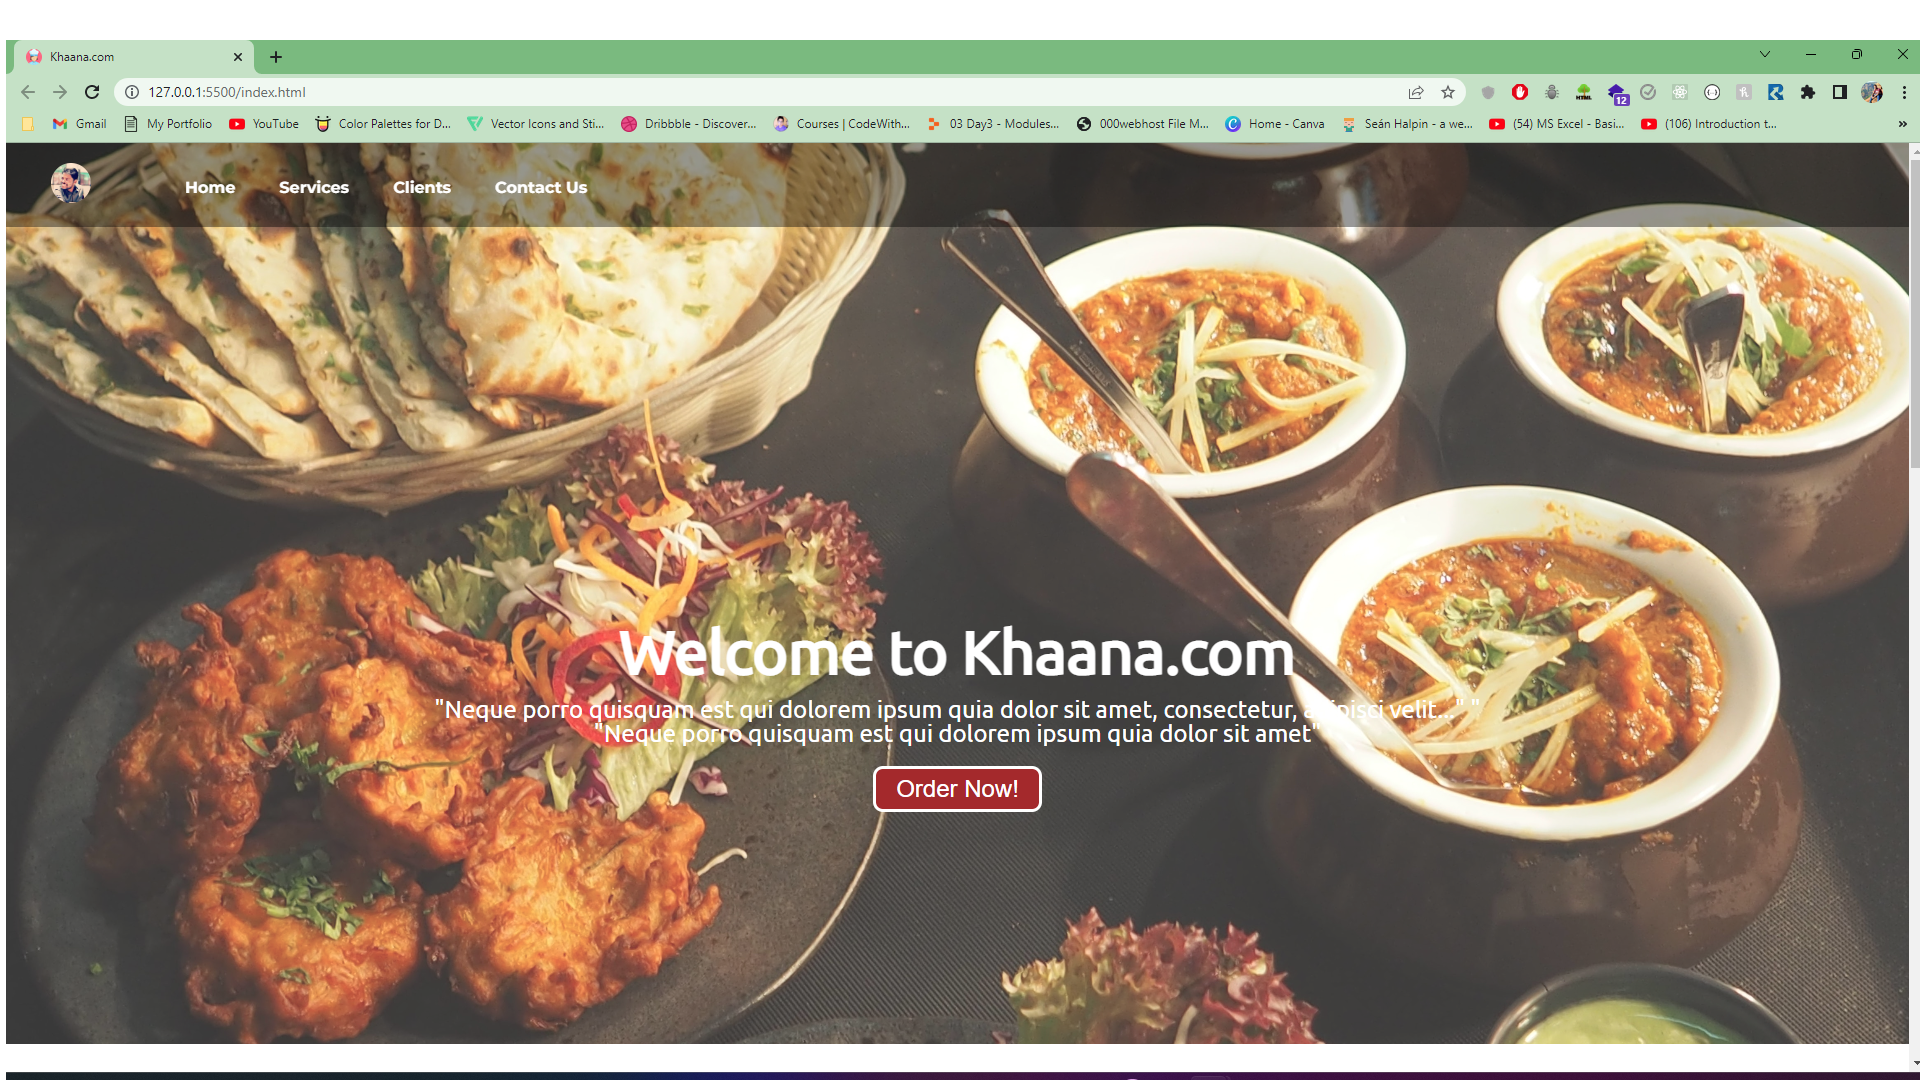 Khaana.com
127.0.0.1:5500/index.html
12
Gmail My Portfolio YouTube Color Palettes for D... Vector Icons and Sti... Dribbble - Discover... Courses | CodeWith... 03 Day3 - Modules... 000webhost File M... Home - Canva Seán Halpin - a we... (54) MS Excel - Basi... (106) Introduction t... »
Home Services Clients Contact Us
Welcome to Khaana.com
"Neque porro quisquam est qui dolorem ipsum quia dolor sit amet, consectetur, adipisci velit..." "
"Neque porro quisquam est qui dolorem ipsum quia dolor sit amet"
Order Now!